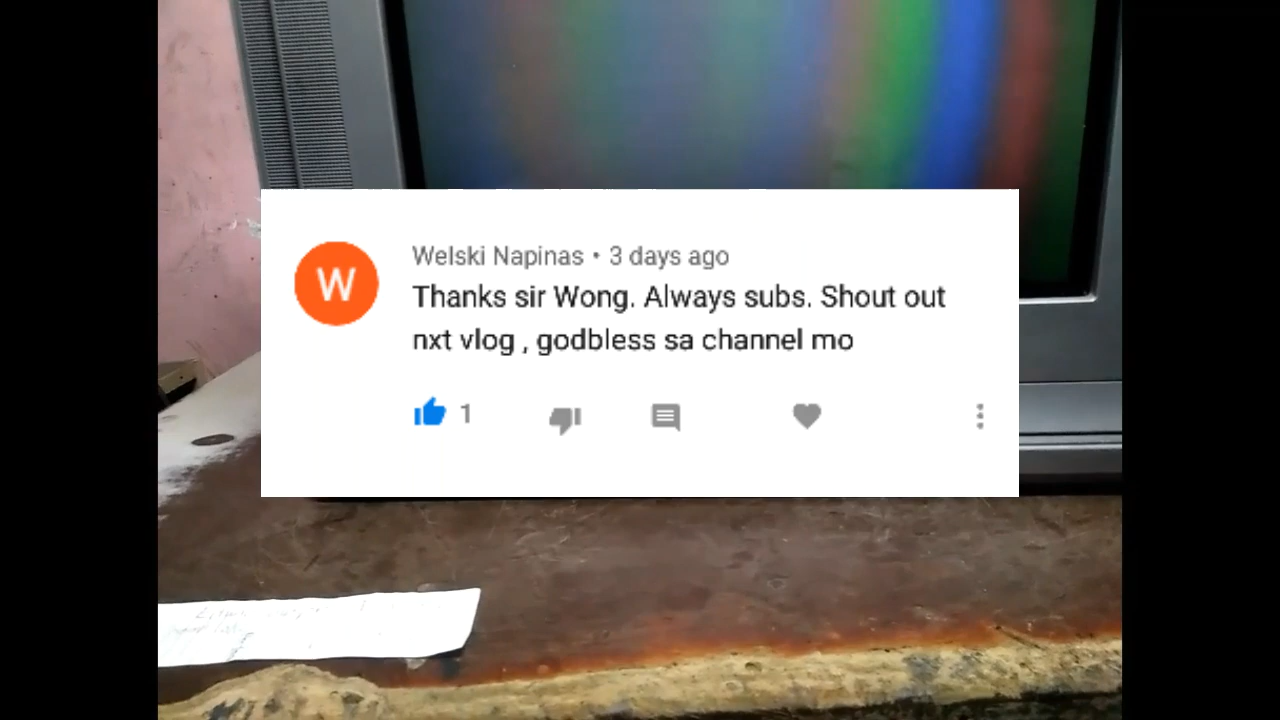 W
Welski Napinas • 3 days ago
Thanks sir Wong. Always subs. Shout out
nxt vlog , godbless sa channel mo
1